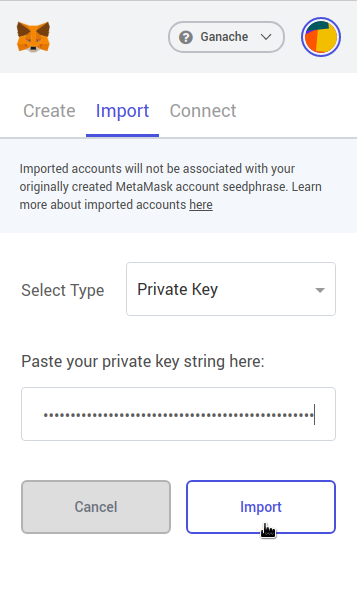 Ganache
Create Import Connect
Imported accounts will not be associated with your
originally created MetaMask account seedphrase. Learn
more about imported accounts here
Select Type Private Key
Paste your private key string here:
••••••••••••••••••••••••••••••••••••••••••••••••••
Cancel Import